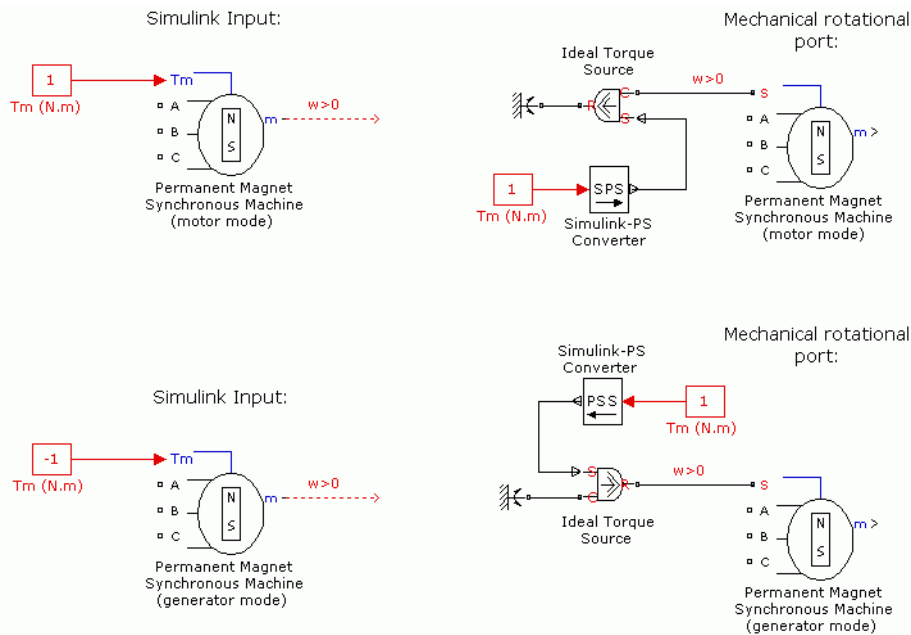 Simulink Input:
1
Tm (N.m)
Tm
A
B
C
N
S
m
w>0
Permanent Magnet
Synchronous Machine
(motor mode)
Mechanical rotational
port:
Ideal Torque
Source
R
C
S
w>0
1
Tm (N.m)
SPS
Simulink-PS
Converter
S
A
B
C
N
S
m >
Permanent Magnet
Synchronous Machine
(motor mode)
Simulink Input:
-1
Tm (N.m)
Tm
A
B
C
N
S
m
w>0
Permanent Magnet
Synchronous Machine
(generator mode)
Mechanical rotational
port:
Simulink-PS
Converter
PSS
1
Tm (N.m)
S
C
R
w>0
Ideal Torque
Source
S
A
B
C
N
S
m >
Permanent Magnet
Synchronous Machine
(generator mode)